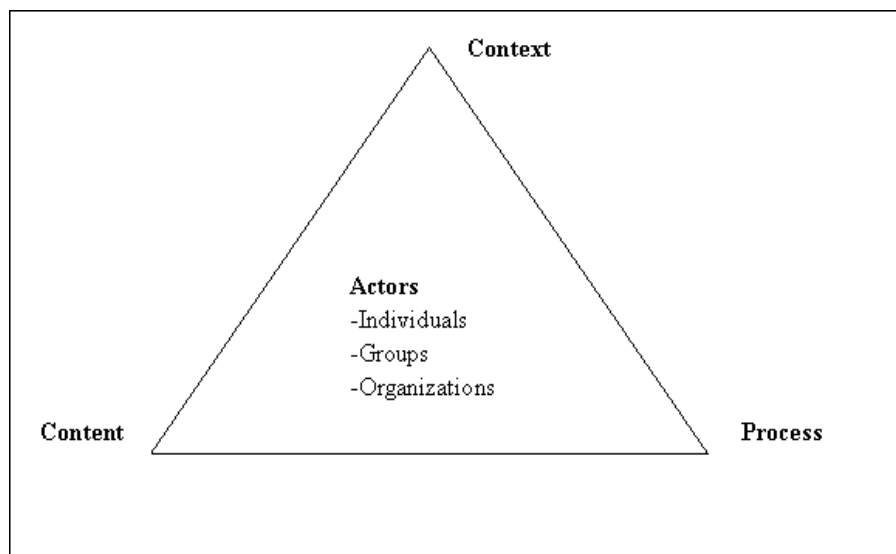 Context
Actors
-Individuals
-Groups
-Organizations
Content
Process